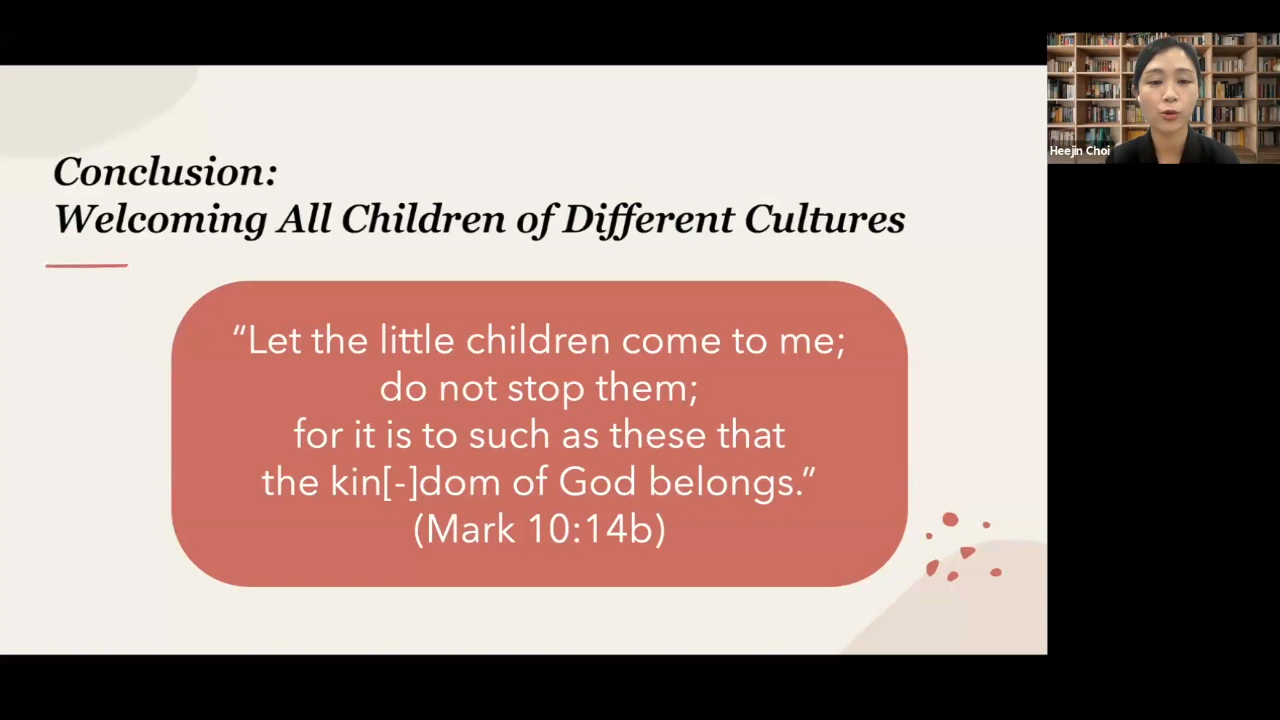 Conclusion:
Welcoming All Children of Different Cultures
“Let the little children come to me;
do not stop them;
for it is to such as these that
the kin[-]dom of God belongs.”
(Mark 10:14b)
Heejin Choi